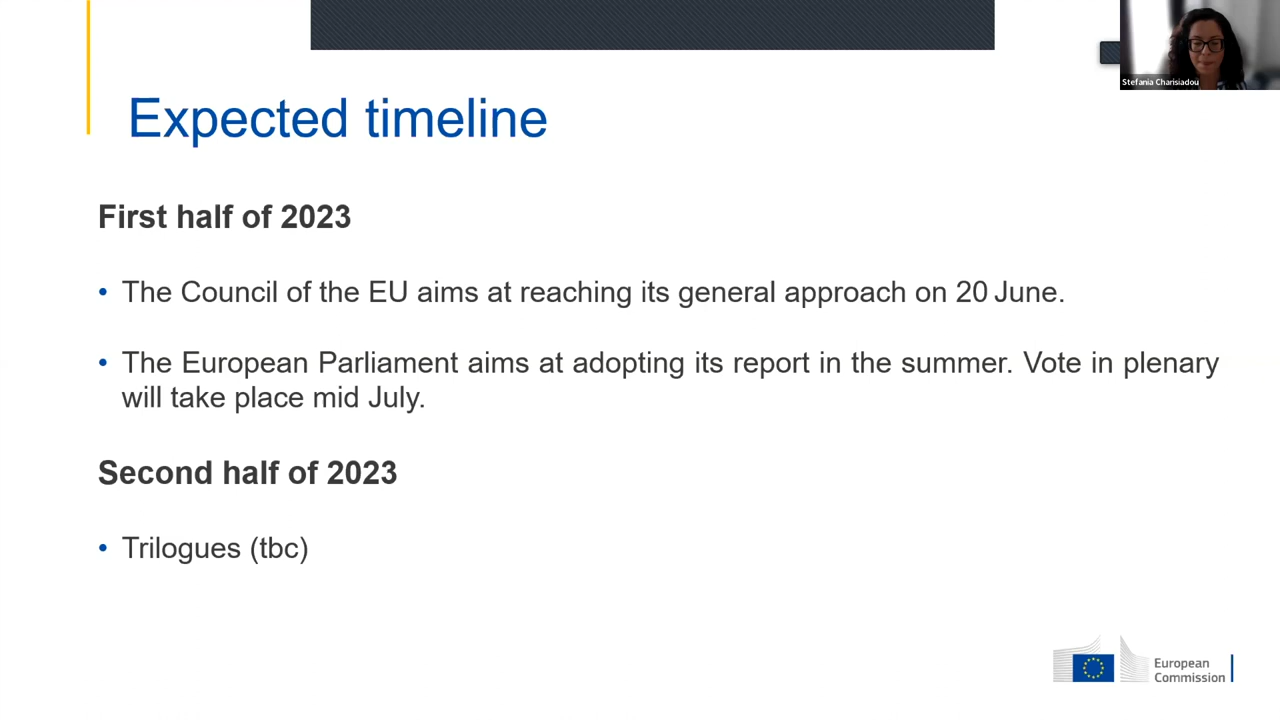 Stefania Charisiadou
Expected timeline
First half of 2023
• The Council of the EU aims at reaching its general approach on 20 June.
• The European Parliament aims at adopting its report in the summer. Vote in plenary
will take place mid July.
Second half of 2023
• Trilogues (tbc)
European
Commission